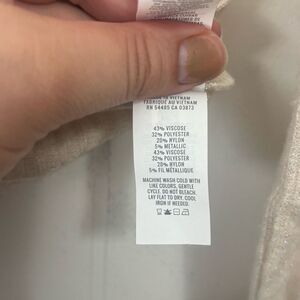 MADE IN VIETNAM
FABRIQUÉ AU VIETNAM
RN 54485 CA 03873
43% VISCOSE
32% POLYESTER
20% NYLON
5% METALLIC
43% VISCOSE
32% POLYESTER
20% NYLON
5% FIL METALLIQUE
MACHINE WASH COLD WITH
LIKE COLORS, GENTLE
CYCLE. DO NOT BLEACH.
LAY FLAT TO DRY. COOL
IRON IF NEEDED.